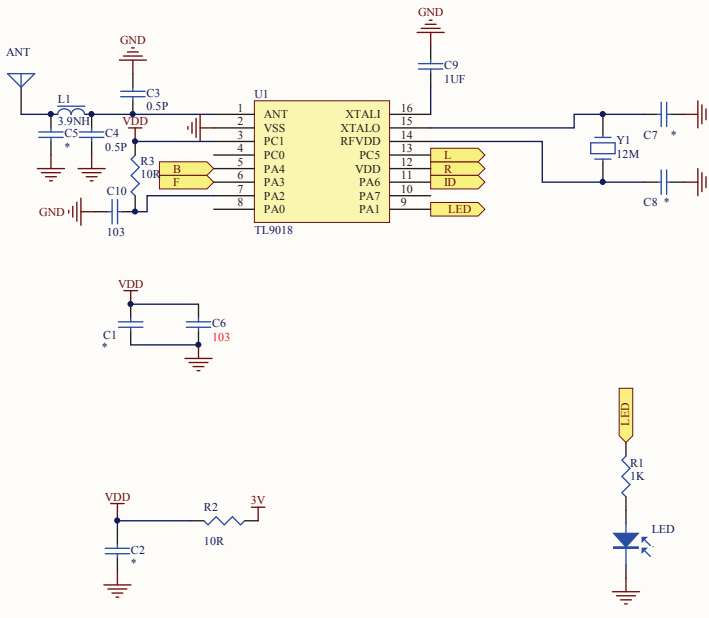 GND
ANT
GND
C9
1UF
U1
L1
C3
0.5P
3.9NH
VDD
C5
*
C4
0.5P
1
2
3
4
5
6
7
8
ANT
VSS
PC1
PC0
PA4
PA3
PA2
PA0
XTALI
XTALO
RFVDD
PC5
VDD
PA6
PA7
PA1
16
15
14
13
12
11
10
9
TL9018
B
F
L
R
ID
LED
R3
10R
C10
103
GND
C7
*
Y1
12M
C8
*
VDD
C1
*
C6
103
LED
R1
1K
LED
VDD
R2
10R
3V
C2
*